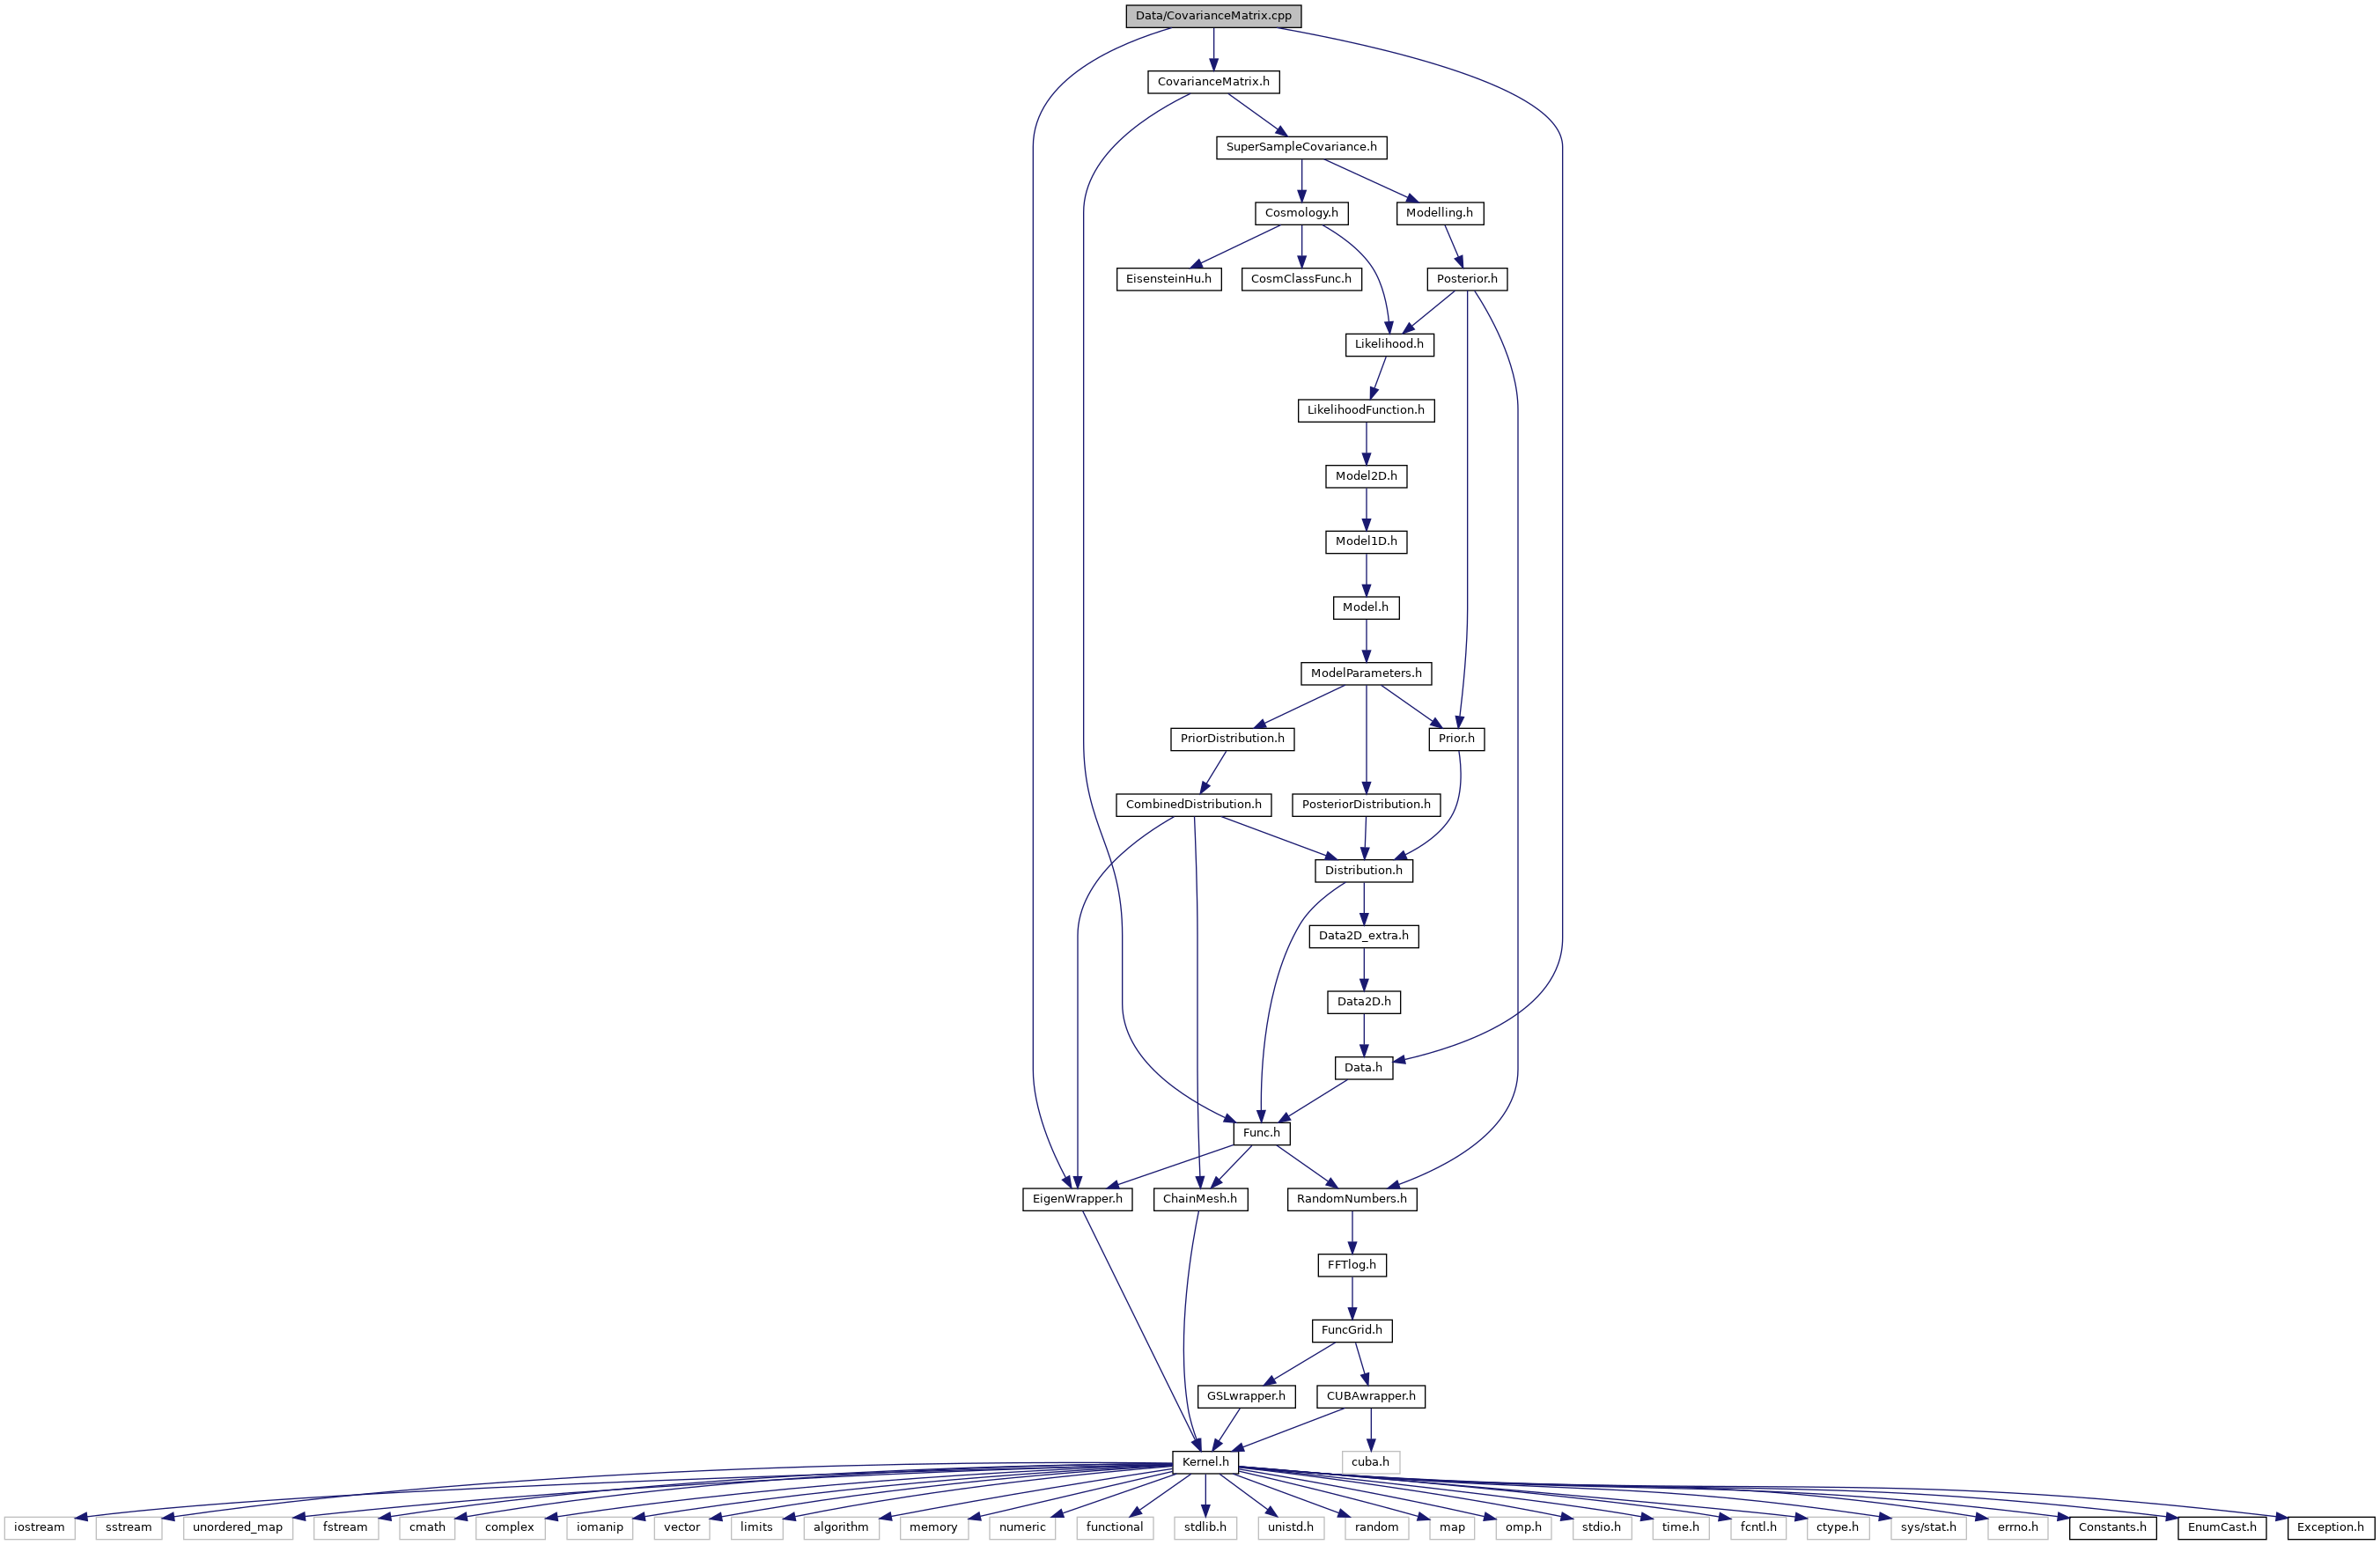 Data/CovarianceMatrix.cpp
CovarianceMatrix.h
SuperSampleCovariance.h
Cosmology.h
Modelling.h
EisensteinHu.h
CosmClassFunc.h
Posterior.h
Likelihood.h
LikelihoodFunction.h
Model2D.h
Model1D.h
Model.h
ModelParameters.h
PriorDistribution.h
Prior.h
CombinedDistribution.h
PosteriorDistribution.h
Distribution.h
Data2D_extra.h
Data2D.h
Data.h
Func.h
EigenWrapper.h
ChainMesh.h
RandomNumbers.h
FFTlog.h
FuncGrid.h
GSLwrapper.h
CUBAwrapper.h
Kernel.h
cuba.h
iostream
sstream
unordered_map
fstream
cmath
complex
iomanip
vector
limits
algorithm
memory
numeric
functional
stdlib.h
unistd.h
random
map
omp.h
stdio.h
time.h
fcntl.h
ctype.h
sys/stat.h
errno.h
Constants.h
EnumCast.h
Exception.h